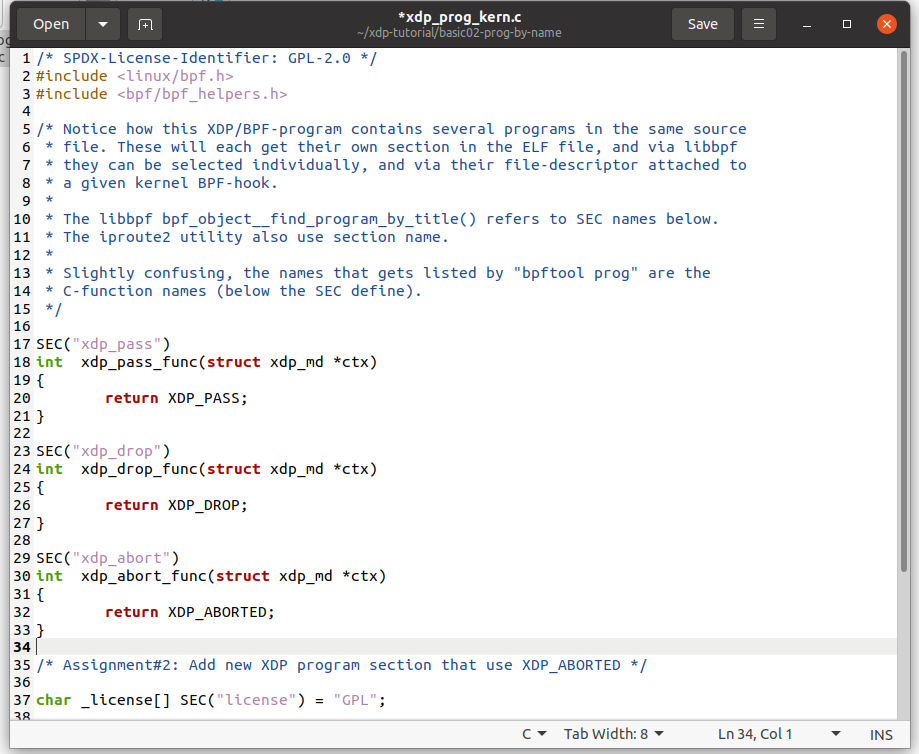 Open
*xdp_prog_kern.c
~/xdp-tutorial/basic02-prog-by-name
Save
1 /* SPDX-License-Identifier: GPL-2.0 */
2 #include <linux/bpf.h>
3 #include <bpf/bpf_helpers.h>
4
5 /* Notice how this XDP/BPF-program contains several programs in the same source
6  * file. These will each get their own section in the ELF file, and via libbpf
7  * they can be selected individually, and via their file-descriptor attached to
8  * a given kernel BPF-hook.
9  *
10  * The libbpf bpf_object__find_program_by_title() refers to SEC names below.
11  * The iproute2 utility also use section name.
12  *
13  * Slightly confusing, the names that gets listed by "bpftool prog" are the
14  * C-function names (below the SEC define).
15  */
16
17 SEC("xdp_pass")
18 int  xdp_pass_func(struct xdp_md *ctx)
19 {
20         return XDP_PASS;
21 }
22
23 SEC("xdp_drop")
24 int  xdp_drop_func(struct xdp_md *ctx)
25 {
26         return XDP_DROP;
27 }
28
29 SEC("xdp_abort")
30 int  xdp_abort_func(struct xdp_md *ctx)
31 {
32         return XDP_ABORTED;
33 }
34
35 /* Assignment#2: Add new XDP program section that use XDP_ABORTED */
36
37 char _license[] SEC("license") = "GPL";
38
C Tab Width: 8 Ln 34, Col 1 INS